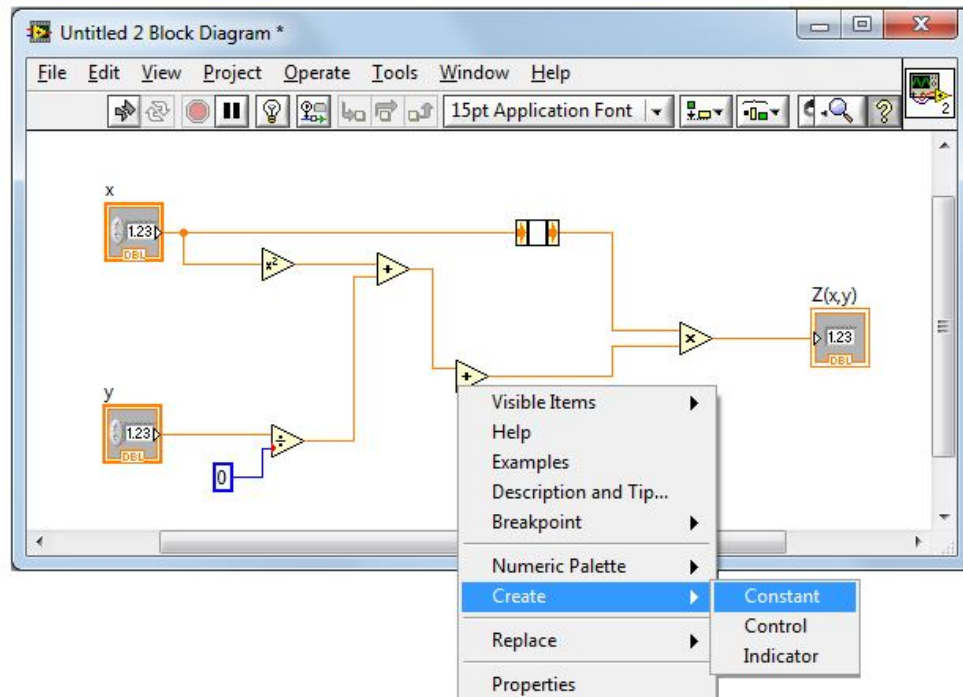 Untitled 2 Block Diagram *
File Edit View Project Operate Tools Window Help
15pt Application Font
2
x
1.23
DBL
x²
+
Z(x,y)
1.23
DBL
×
+
y
1.23
DBL
÷
0
Visible Items
Help
Examples
Description and Tip...
Breakpoint
Numeric Palette
Create
Constant
Control
Replace
Indicator
Properties